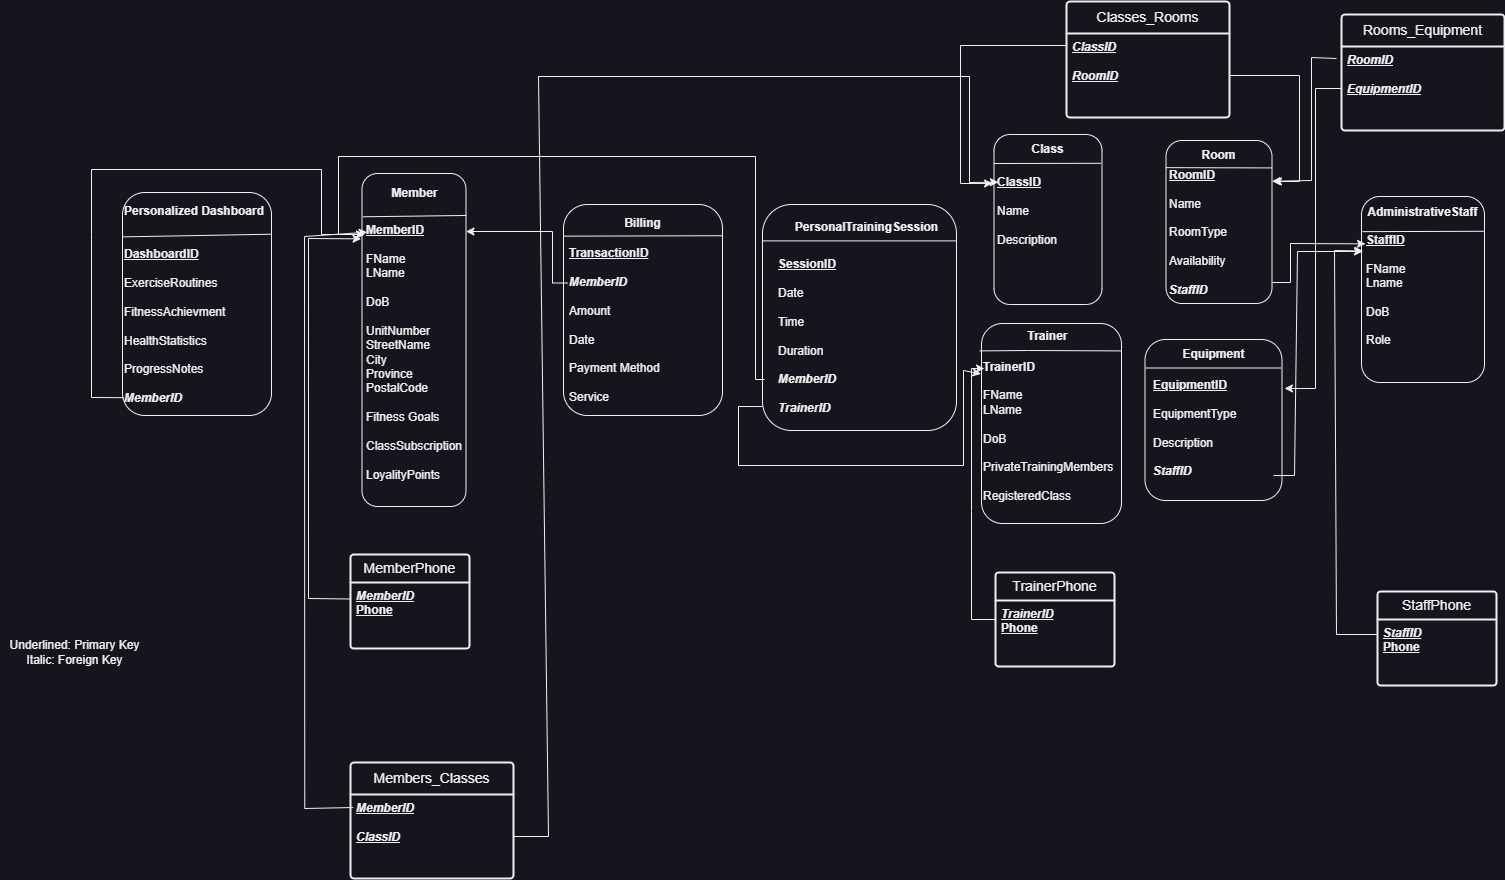 Classes_Rooms
ClassID
RoomID
Rooms_Equipment
RoomID
EquipmentID
Class
ClassID
Name
Description
Room
RoomID
Name
RoomType
Availability
StaffID
AdministrativeStaff
StaffID
FName
Lname
DoB
Role
Personalized Dashboard
DashboardID
ExerciseRoutines
FitnessAchievment
HealthStatistics
ProgressNotes
MemberID
Member
MemberID
FName
LName
DoB
UnitNumber
StreetName
City
Province
PostalCode
Fitness Goals
ClassSubscription
LoyalityPoints
Billing
TransactionID
MemberID
Amount
Date
Payment Method
Service
PersonalTrainingSession
SessionID
Date
Time
Duration
MemberID
TrainerID
Trainer
TrainerID
FName
LName
DoB
PrivateTrainingMembers
RegisteredClass
Equipment
EquipmentID
EquipmentType
Description
StaffID
MemberPhone
MemberID
Phone
TrainerPhone
TrainerID
Phone
StaffPhone
StaffID
Phone
Underlined: Primary Key
Italic: Foreign Key
Members_Classes
MemberID
ClassID